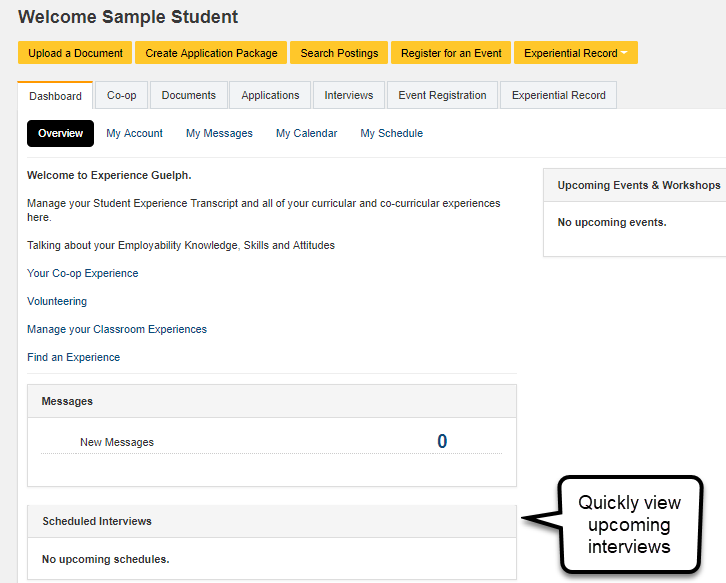 Welcome Sample Student
Upload a Document Create Application Package Search Postings Register for an Event Experiential Record
Dashboard Co-op Documents Applications Interviews Event Registration Experiential Record
Overview My Account My Messages My Calendar My Schedule
Welcome to Experience Guelph.
Manage your Student Experience Transcript and all of your curricular and co-curricular experiences
here.
Talking about your Employability Knowledge, Skills and Attitudes
Your Co-op Experience
Volunteering
Manage your Classroom Experiences
Find an Experience
Upcoming Events & Workshops
No upcoming events.
Messages
New Messages 0
Scheduled Interviews
No upcoming schedules.
Quickly view
upcoming
interviews